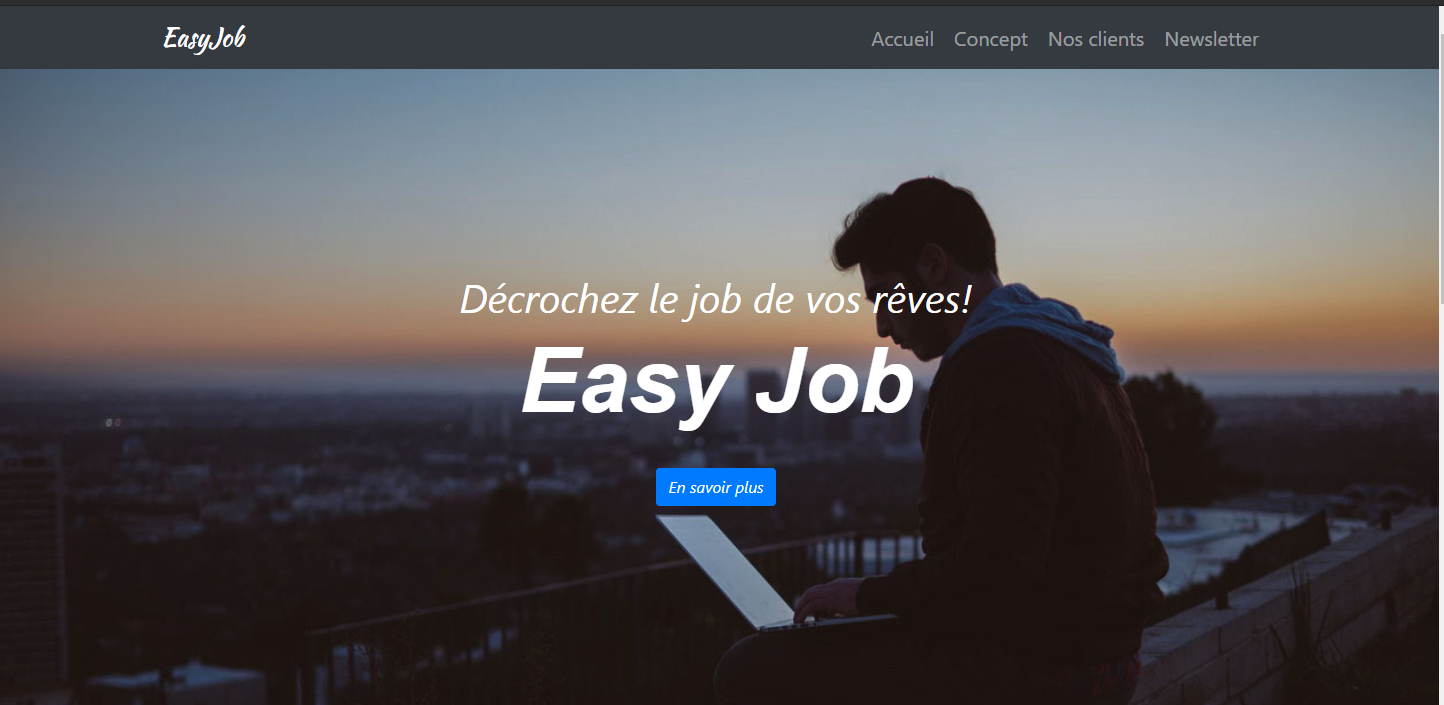 EasyJob
Accueil Concept Nos clients Newsletter
Décrochez le job de vos rêves!
Easy Job
En savoir plus